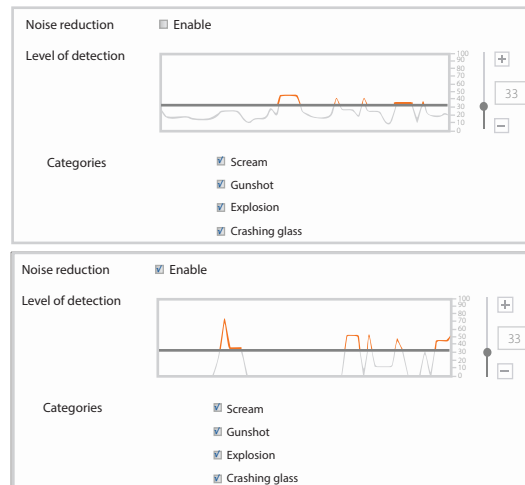 Noise reduction Enable
Level of detection
100
90
80
70
60
50
40
30
20
10
0
33
Categories
Scream
Gunshot
Explosion
Crashing glass
Noise reduction Enable
Level of detection
100
90
80
70
60
50
40
30
20
10
0
33
Categories
Scream
Gunshot
Explosion
Crashing glass